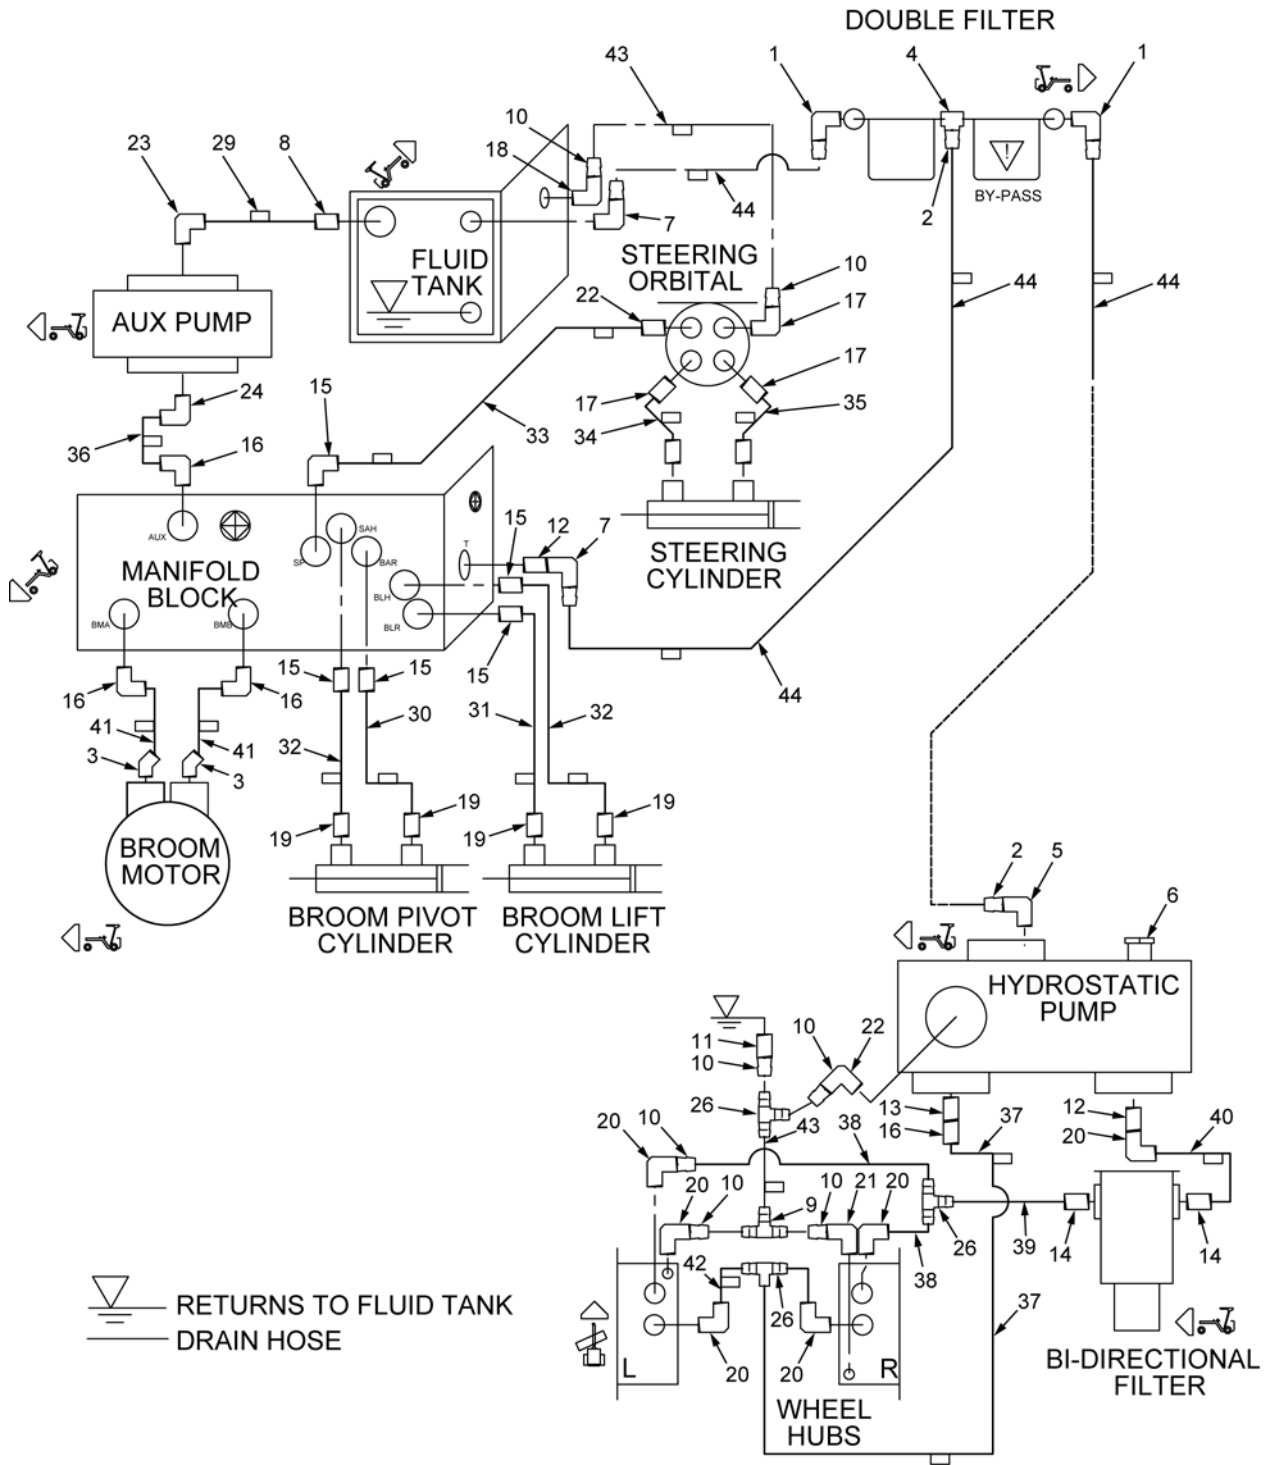 DOUBLE FILTER
43
1
4
1
10
23
29
8
18
44
7
2
BY-PASS
FLUID
TANK
STEERING
ORBITAL
10
22
17
44
44
AUX PUMP
24
15
17
17
35
34
33
36
16
AUX
SAH
SP
BAR
T
15
12
7
MANIFOLD
BLOCK
BLH
BLR
BMA
BMB
STEERING
CYLINDER
16
16
15
15
15
44
41
41
30
31
32
32
3
3
19
19
19
19
BROOM
MOTOR
BROOM PIVOT
CYLINDER
BROOM LIFT
CYLINDER
2
5
6
HYDROSTATIC
PUMP
11
10
10
22
26
43
38
13
16
37
12
20
40
20
10
20
10
9
10
21
20
26
39
14
14
38
42
26
20
20
37
L
R
RETURNS TO FLUID TANK
DRAIN HOSE
WHEEL
HUBS
BI-DIRECTIONAL
FILTER